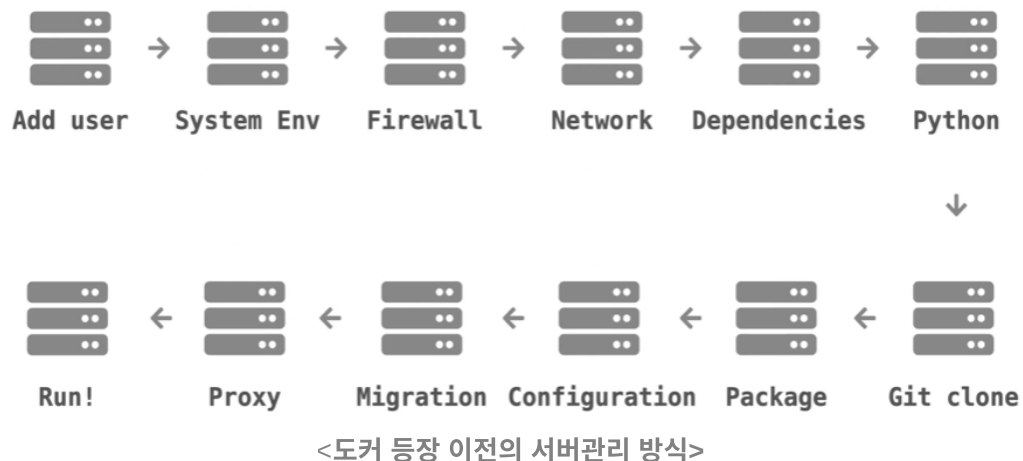 Add user System Env Firewall Network Dependencies Python
Run! Proxy Migration Configuration Package Git clone
<도커 등장 이전의 서버관리 방식>